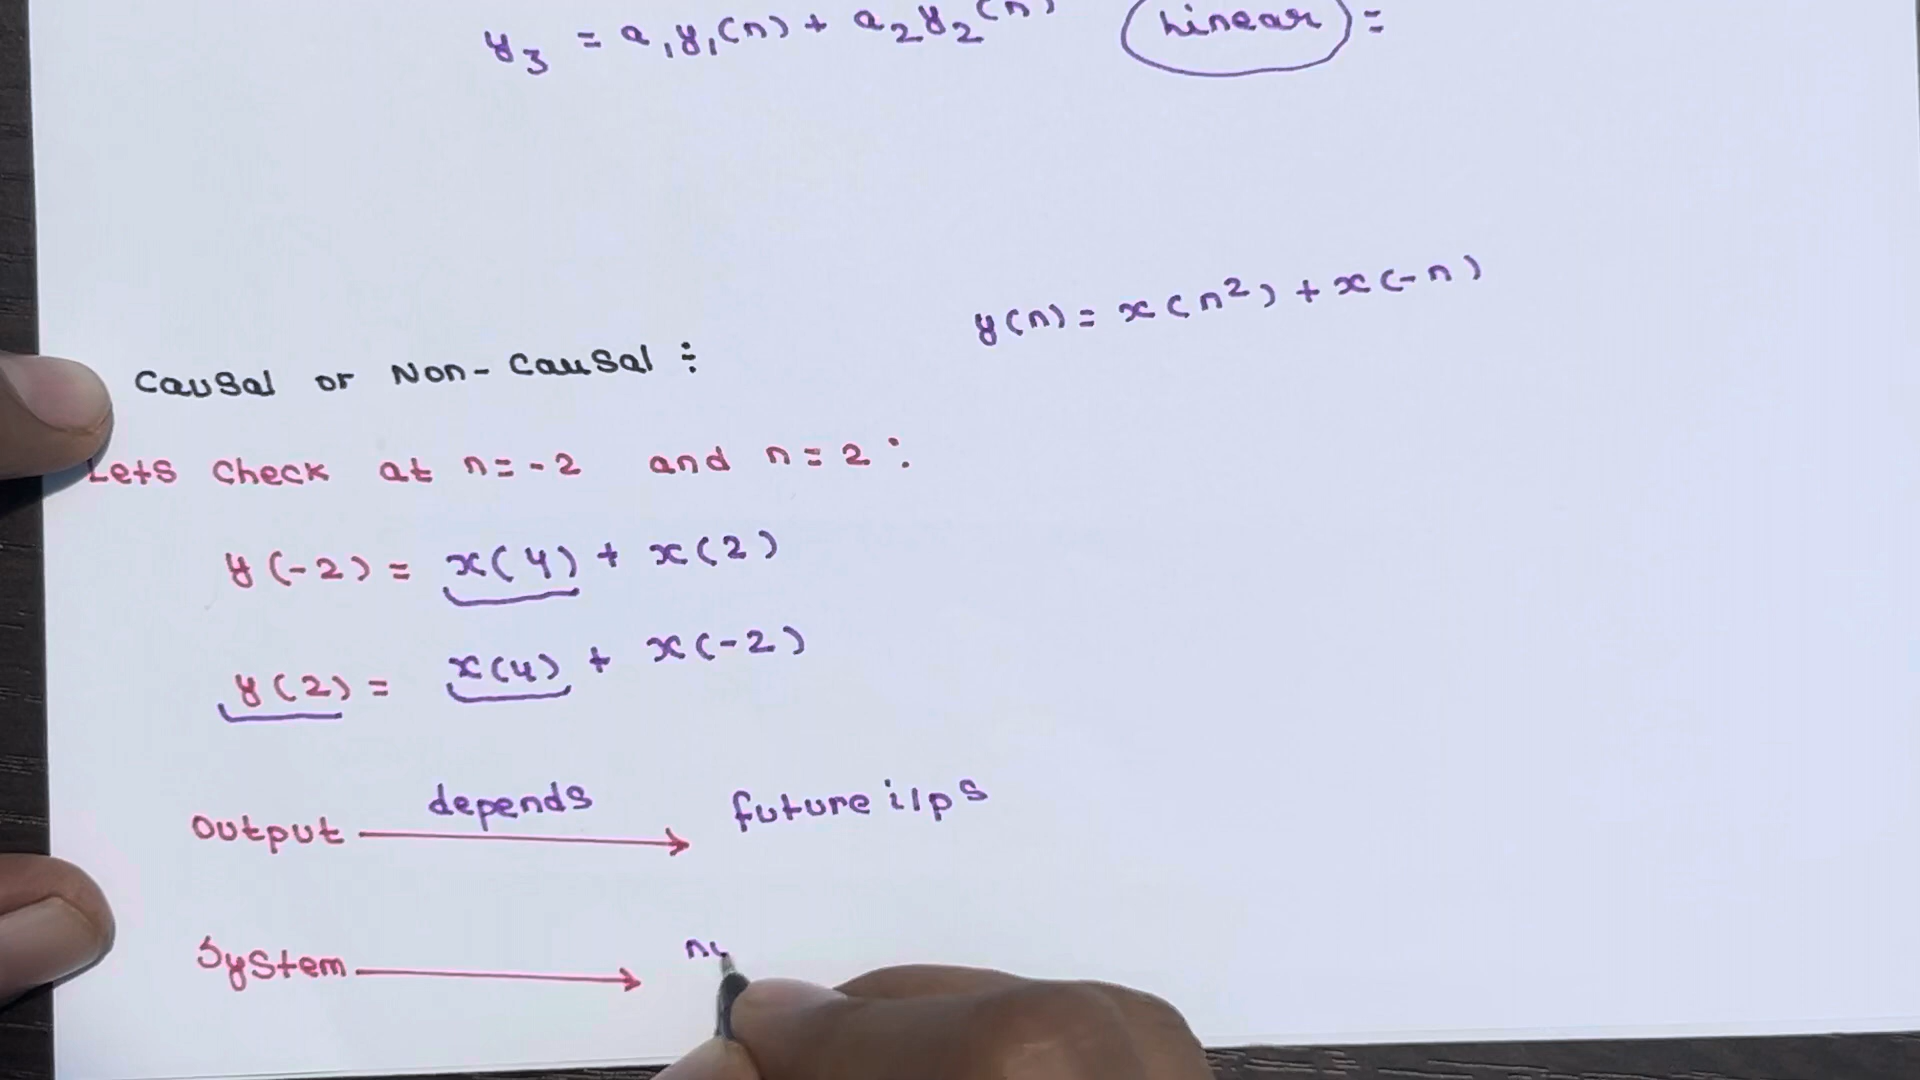 y₃ = a₁y₁(n) + a₂y₂(n) Linear =
y(n) = x(n²) + x(-n)
Causal or Non-Causal :
Lets check at n=-2 and n=2 :
y(-2) = x(4) + x(2)
y(2) = x(4) + x(-2)
output depends future i/ps
System